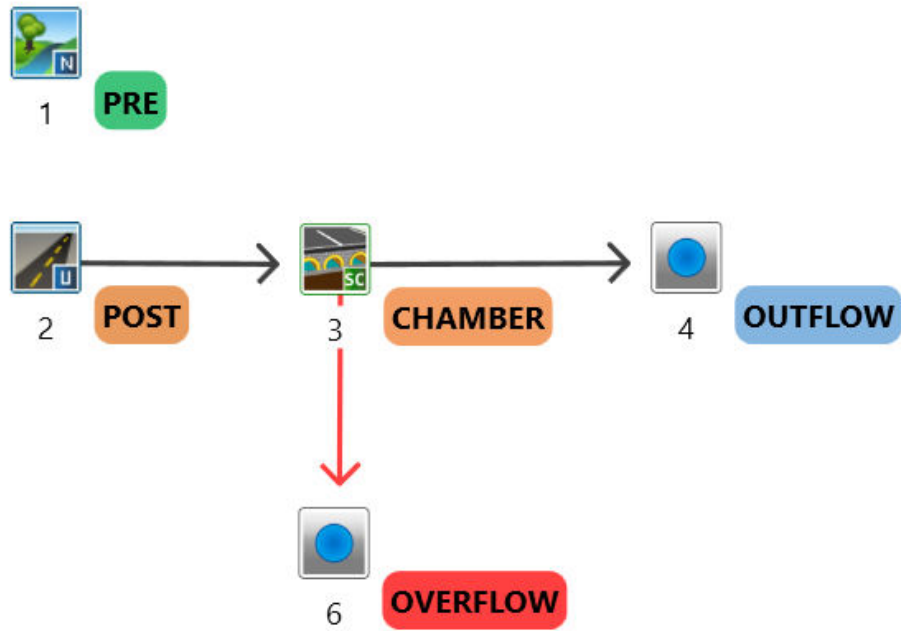 N
1 PRE
U
2 POST
SC
3 CHAMBER
4 OUTFLOW
6 OVERFLOW